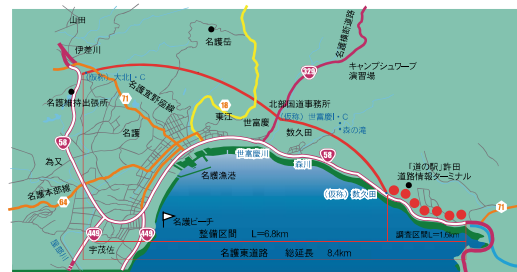 山田
伊差川
(仮称) 大北I・C
名護岳
名護横断道路
329
キャンプシュワーブ
演習場
名護維持出張所
71
名護宜野座線
18
東江
世冨慶
北部国道事務所
(仮称) 世冨慶I・C
森の滝
数久田
名護
58
為又
世冨慶川
森川
58
(仮称) 数久田
「道の駅」許田
道路情報ターミナル
名護漁港
名護本部線
64
名護ビーチ
整備区間 L=6.8km
調査区間L=1.6km
71
宇茂佐
449
449
名護東道路 総延長 8.4km